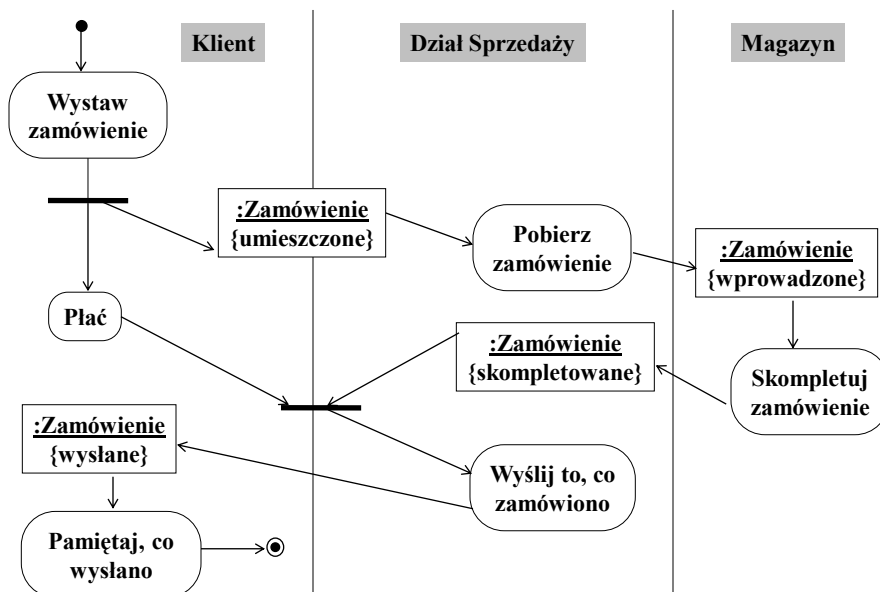 Klient
Dział Sprzedaży
Magazyn
Wystaw
zamówienie
:Zamówienie
{umieszczone}
Pobierz
zamówienie
:Zamówienie
{wprowadzone}
Płać
:Zamówienie
{skompletowane}
Skompletuj
zamówienie
:Zamówienie
{wysłane}
Wyślij to, co
zamówiono
Pamiętaj, co
wysłano